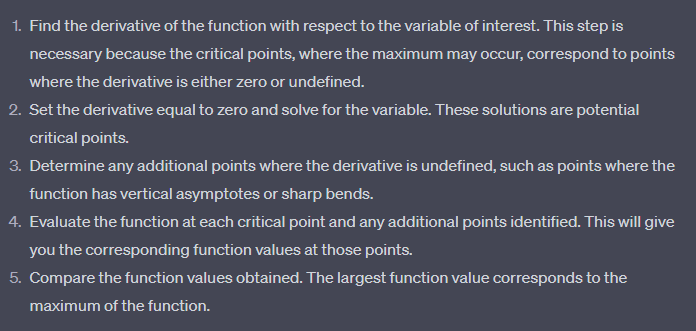 1. Find the derivative of the function with respect to the variable of interest. This step is
necessary because the critical points, where the maximum may occur, correspond to points
where the derivative is either zero or undefined.
2. Set the derivative equal to zero and solve for the variable. These solutions are potential
critical points.
3. Determine any additional points where the derivative is undefined, such as points where the
function has vertical asymptotes or sharp bends.
4. Evaluate the function at each critical point and any additional points identified. This will give
you the corresponding function values at those points.
5. Compare the function values obtained. The largest function value corresponds to the
maximum of the function.